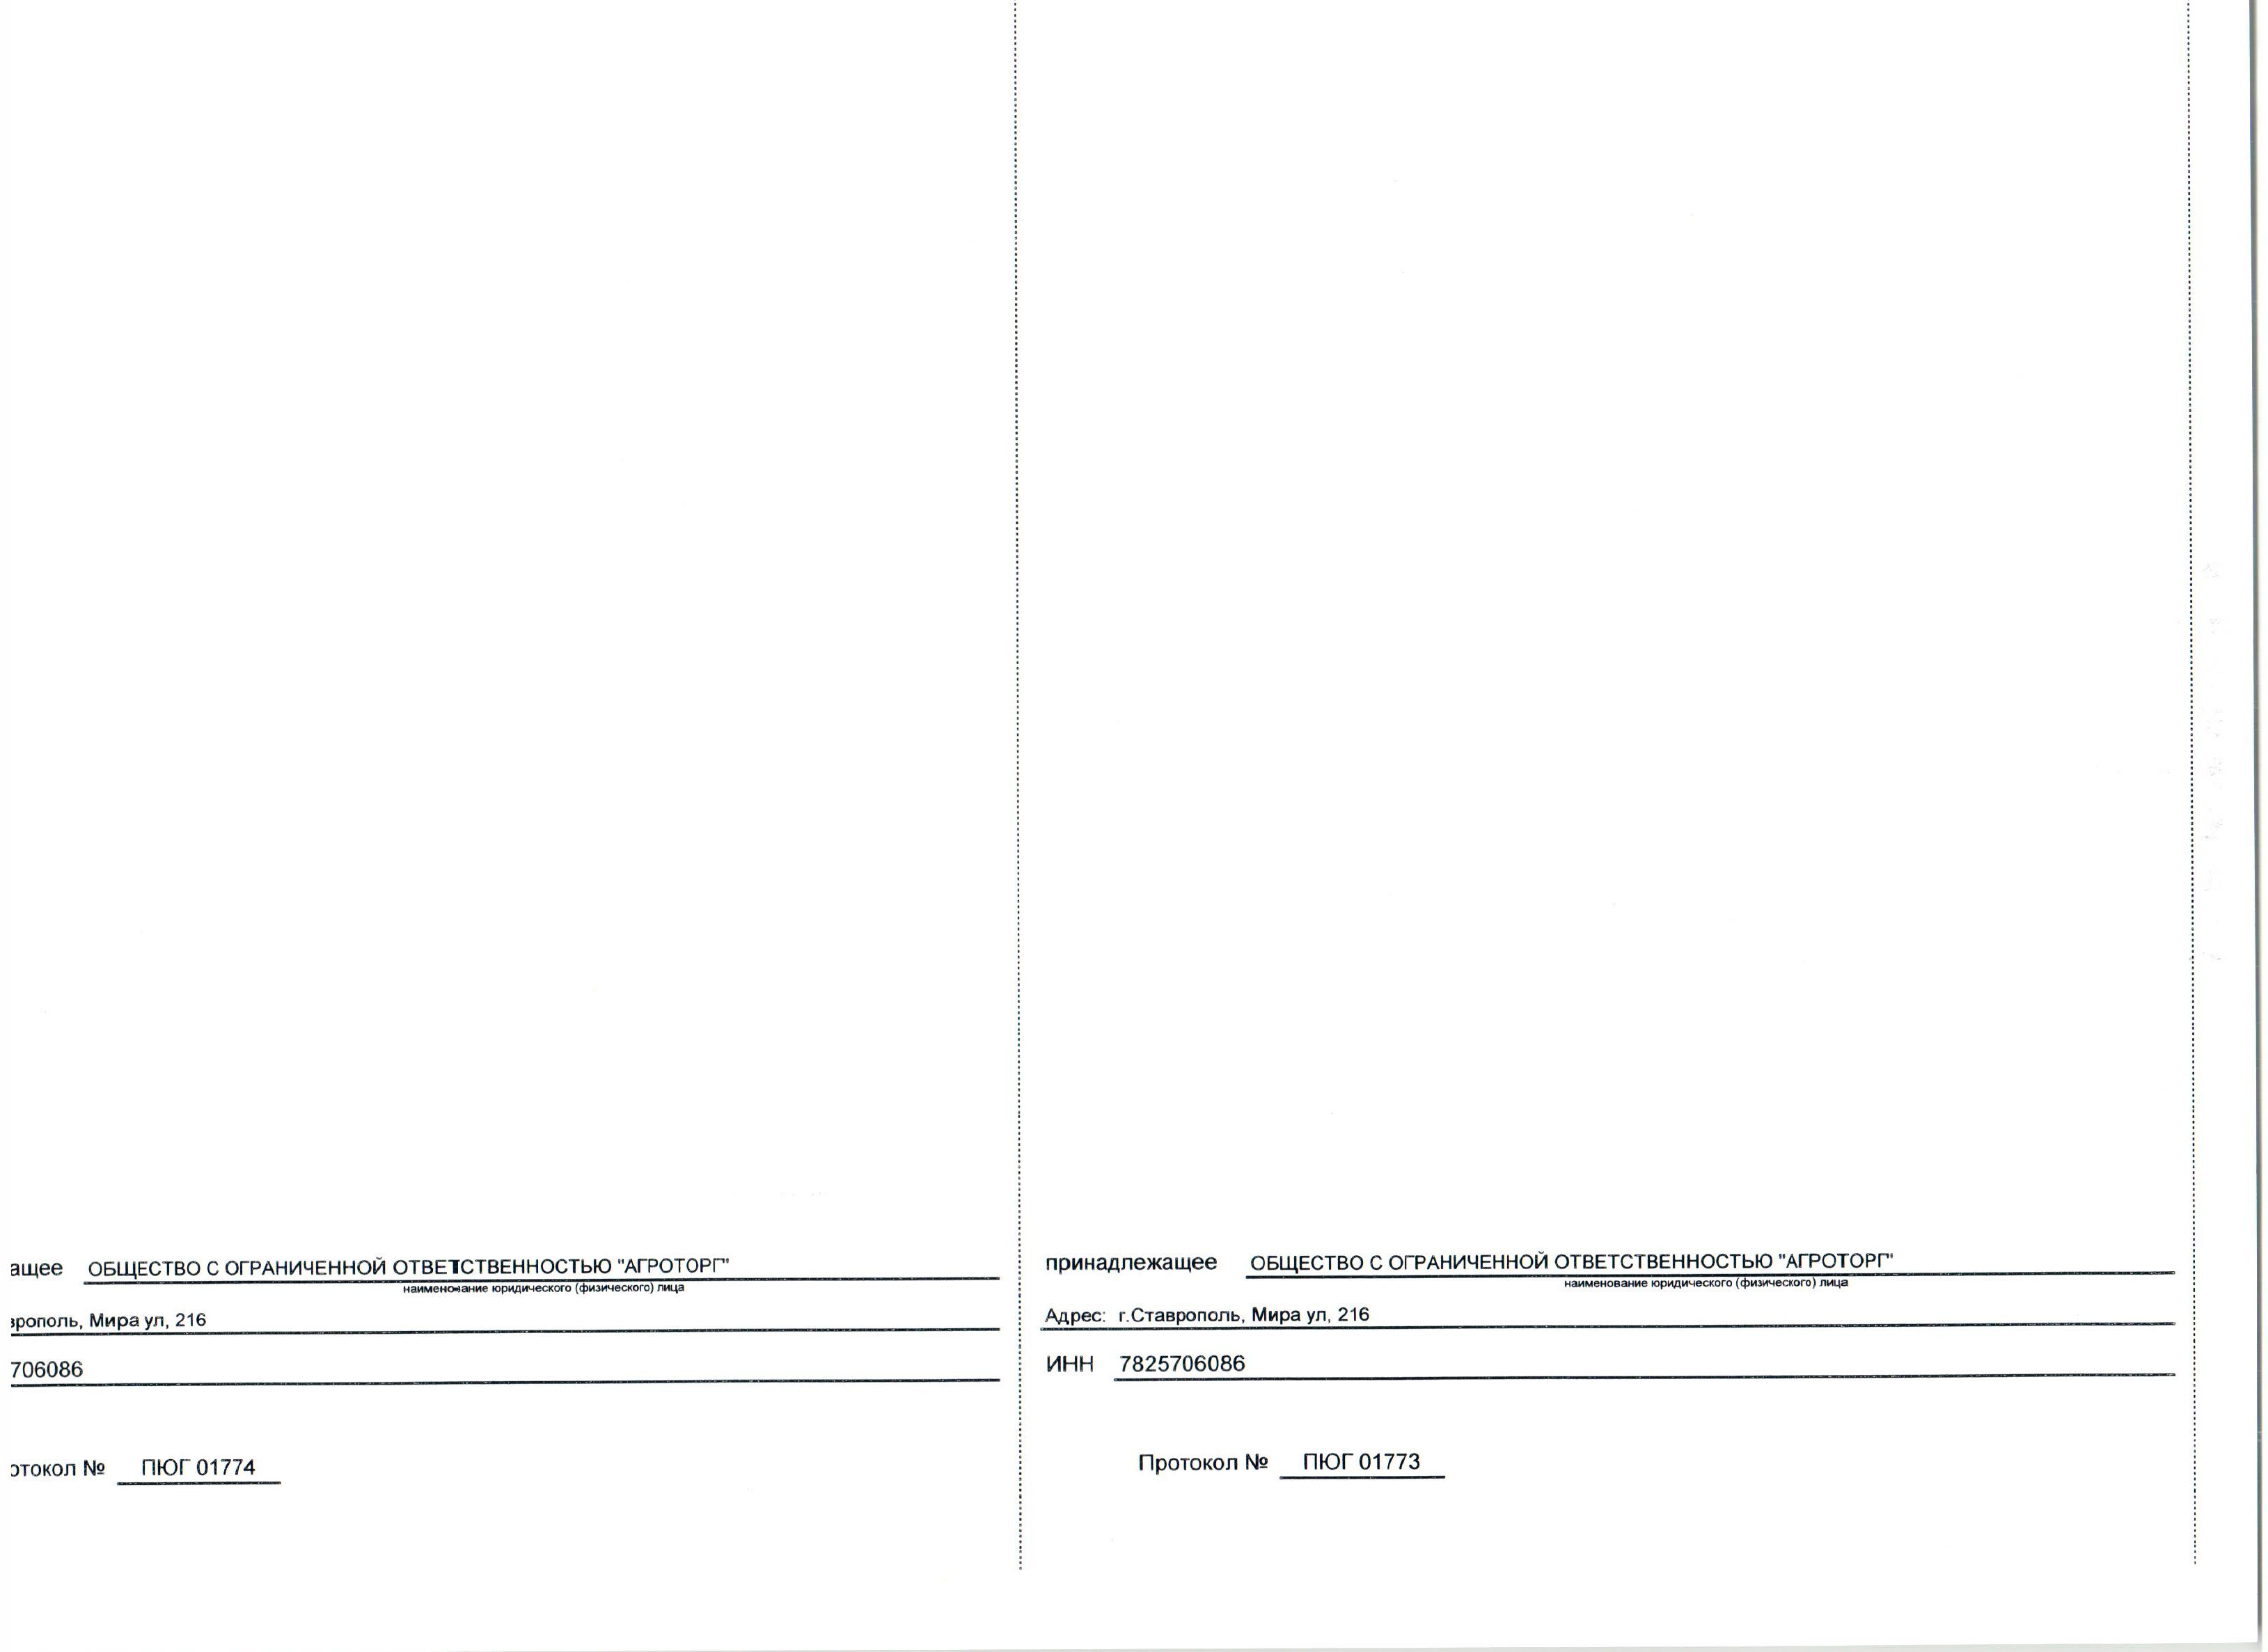 ащее ОБЩЕСТВО С ОГРАНИЧЕННОЙ ОТВЕТСТВЕННОСТЬЮ "АГРОТОРГ"
наименование юридического (физического) лица
рополь, Мира ул, 216
706086
отокол № ПЮГ 01774
принадлежащее ОБЩЕСТВО С ОГРАНИЧЕННОЙ ОТВЕТСТВЕННОСТЬЮ "АГРОТОРГ"
наименование юридического (физического) лица
Адрес: г.Ставрополь, Мира ул, 216
ИНН 7825706086
Протокол № ПЮГ 01773